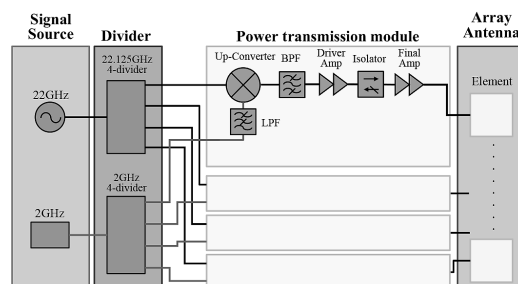 Signal
Source
Divider
Power transmission module
Array
Antenna
22.125GHz
4-divider
Up-Converter
BPF
Driver
Amp
Isolator
Final
Amp
Element
22GHz
LPF
2GHz
4-divider
2GHz